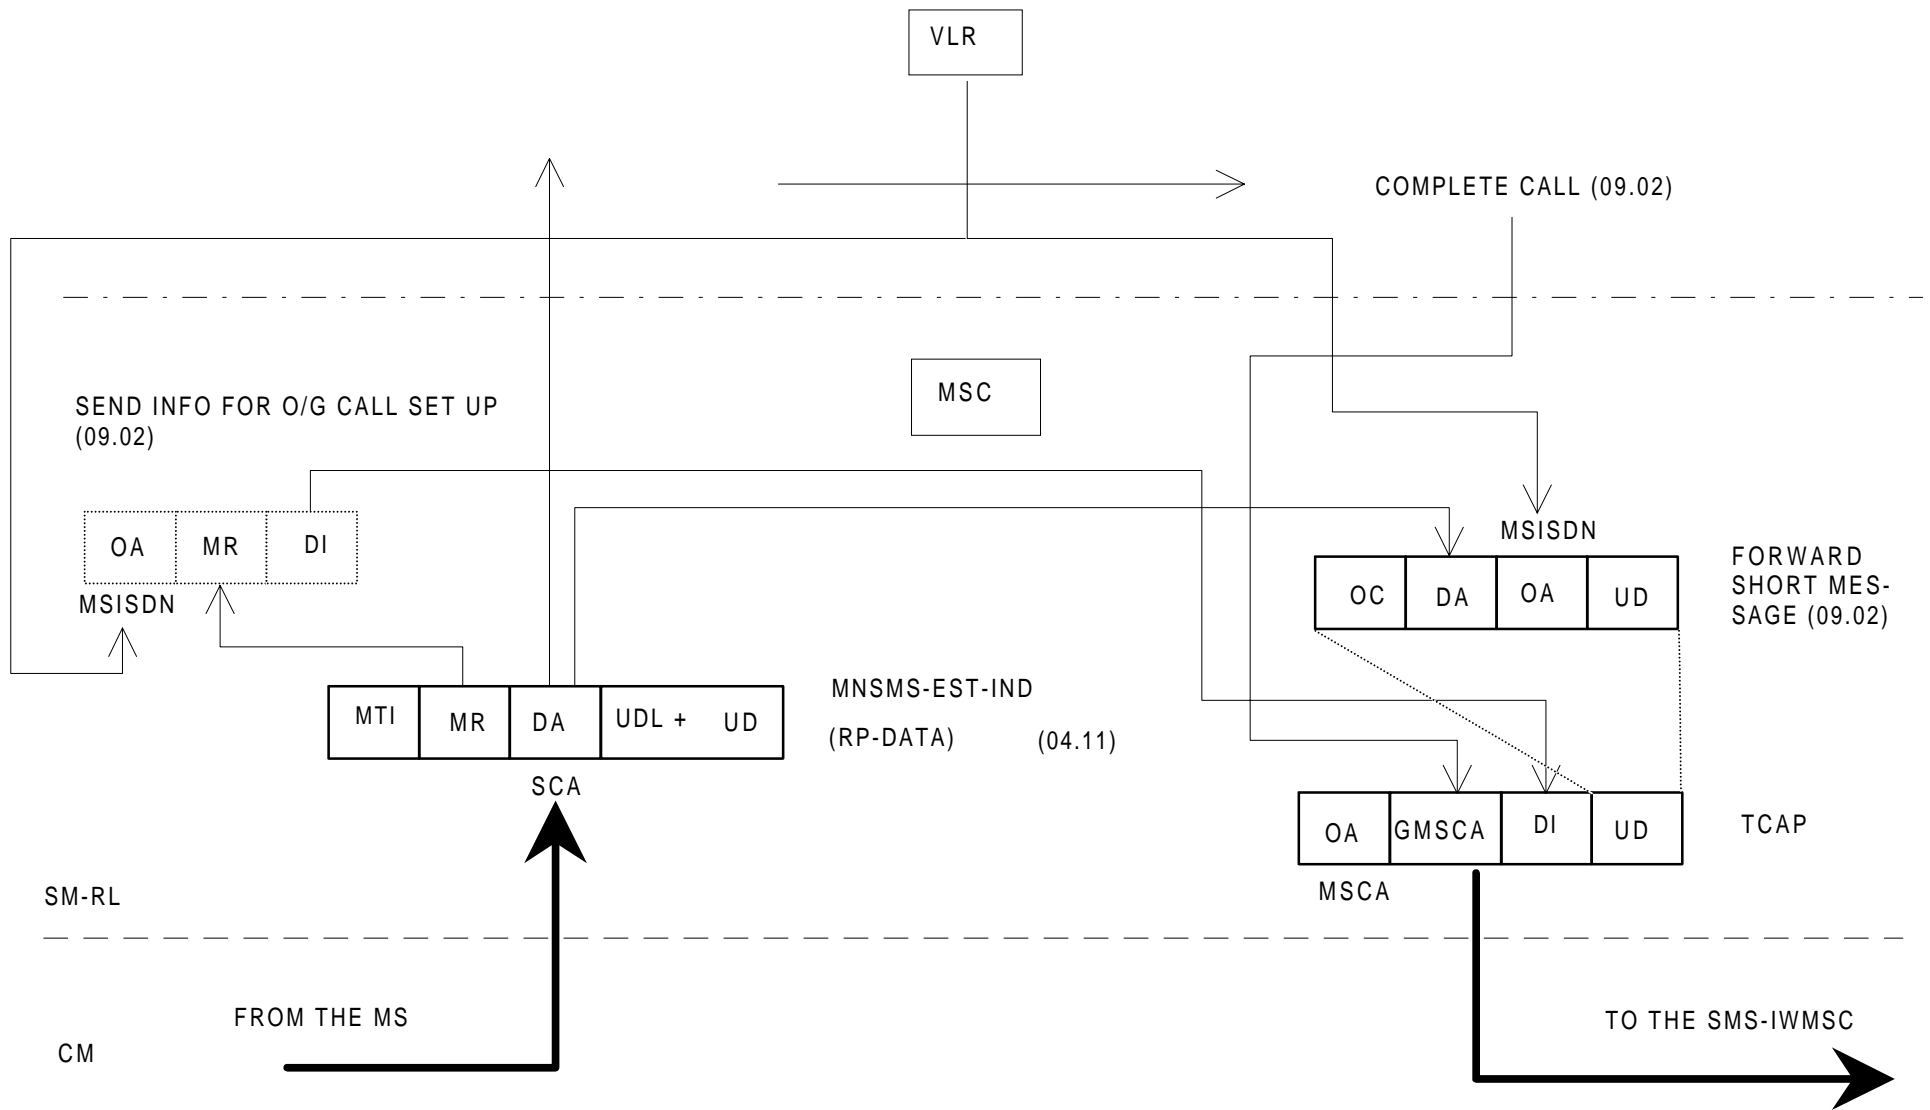 VLR
COMPLETE CALL (09.02)
MSC
SEND INFO FOR O/G CALL SET UP
(09.02)
OA MR DI
MSISDN
MSISDN
OC DA OA UD
FORWARD
SHORT MES-
SAGE (09.02)
MTI MR DA UDL + UD
MNSMS-EST-IND
(RP-DATA) (04.11)
SCA
OA GMSCA DI UD
TCAP
MSCA
SM-RL
FROM THE MS
TO THE SMS-IWMSC
CM